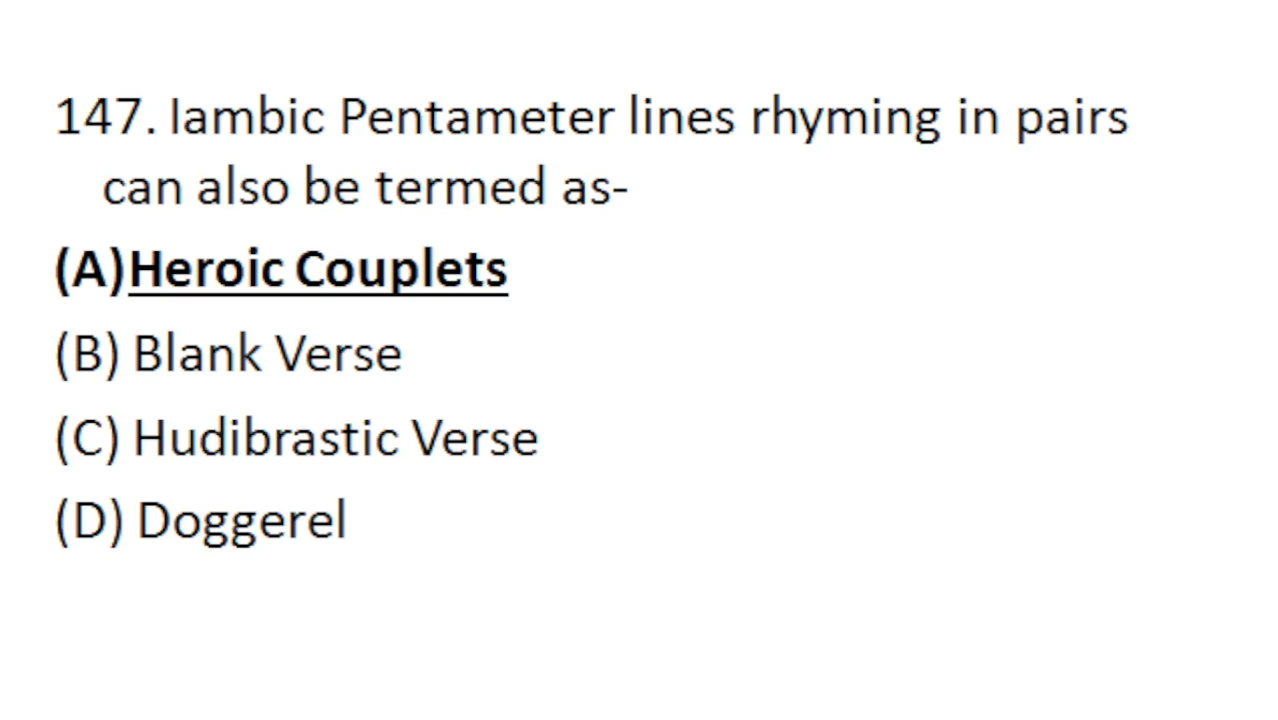 147. Iambic Pentameter lines rhyming in pairs
can also be termed as-
(A)Heroic Couplets
(B) Blank Verse
(C) Hudibrastic Verse
(D) Doggerel